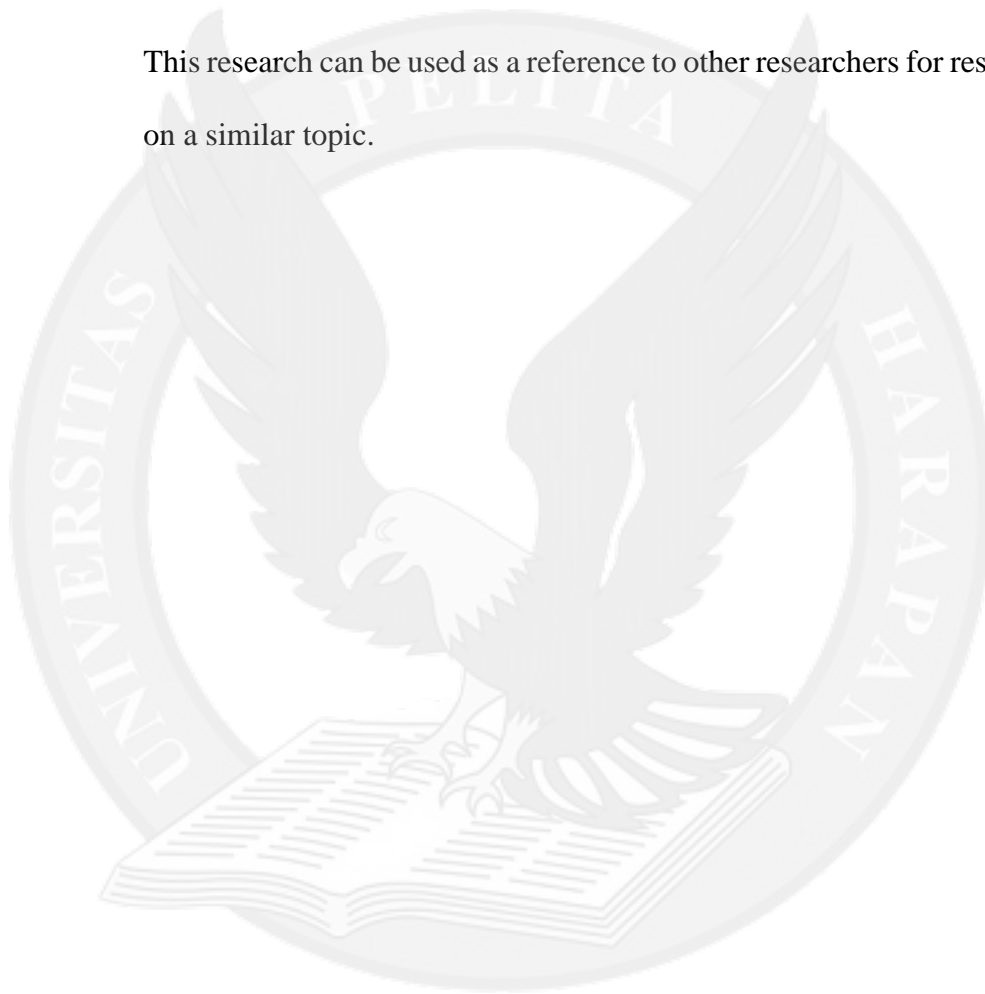 This research can be used as a reference to other researchers for res
on a similar topic.
UNIVERSITAS PELITA HARAPAN